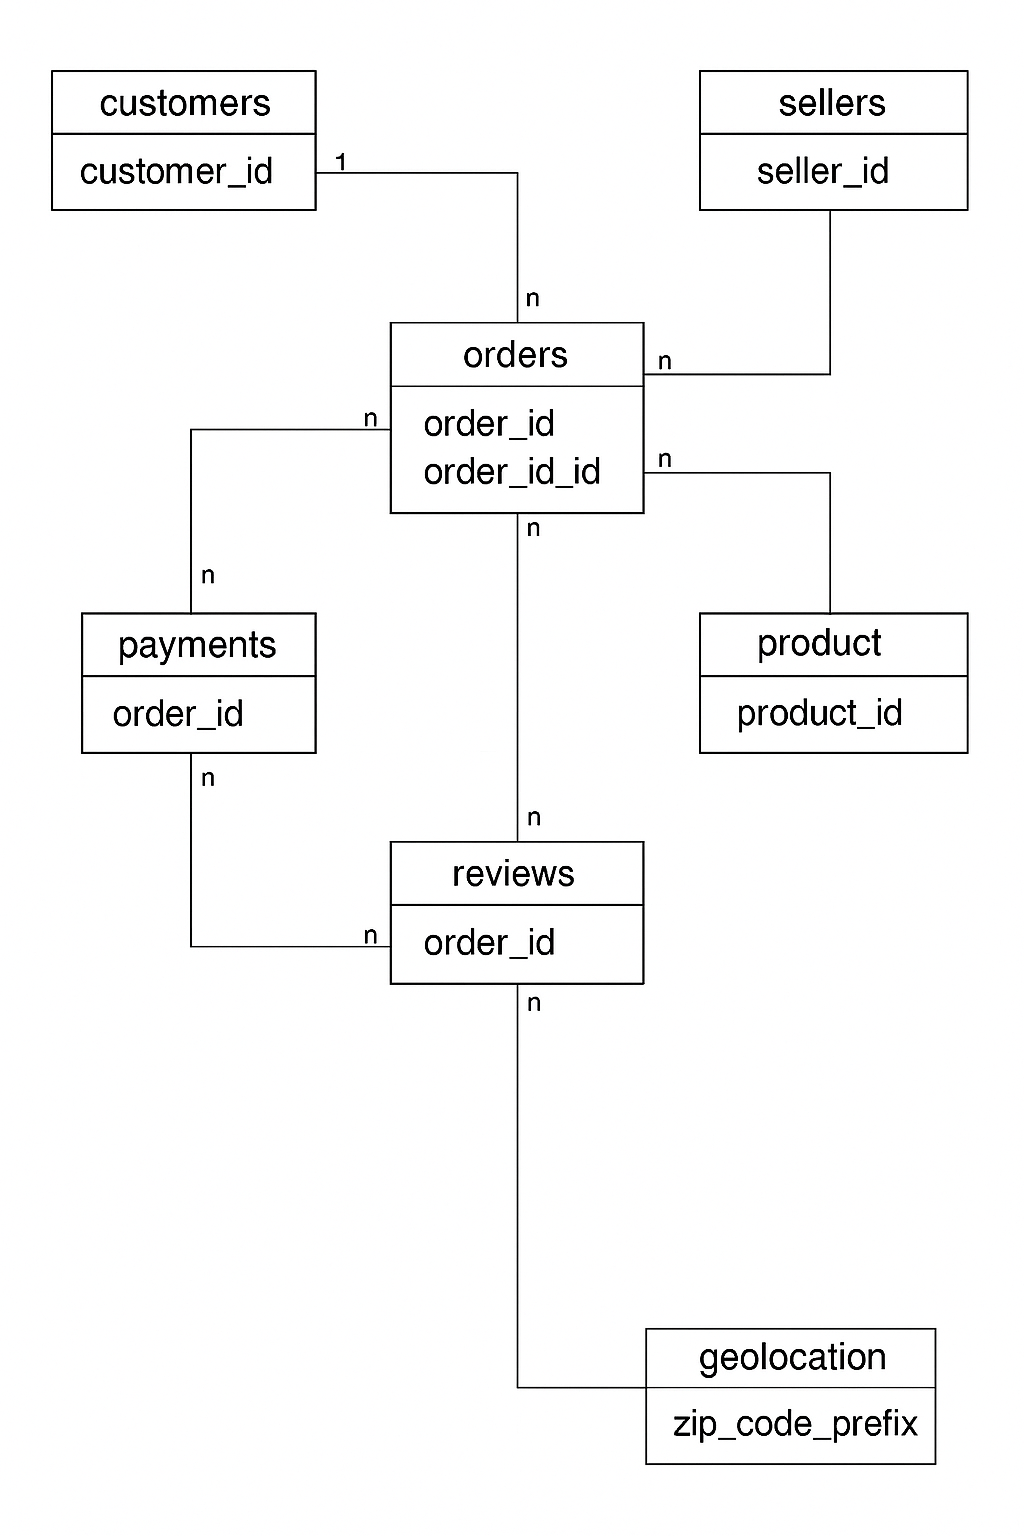 customers
customer_id
sellers
seller_id
1
n
orders
order_id
order_id_id
n
n
n
n
n
payments
order_id
product
product_id
n
n
reviews
order_id
n
n
geolocation
zip_code_prefix